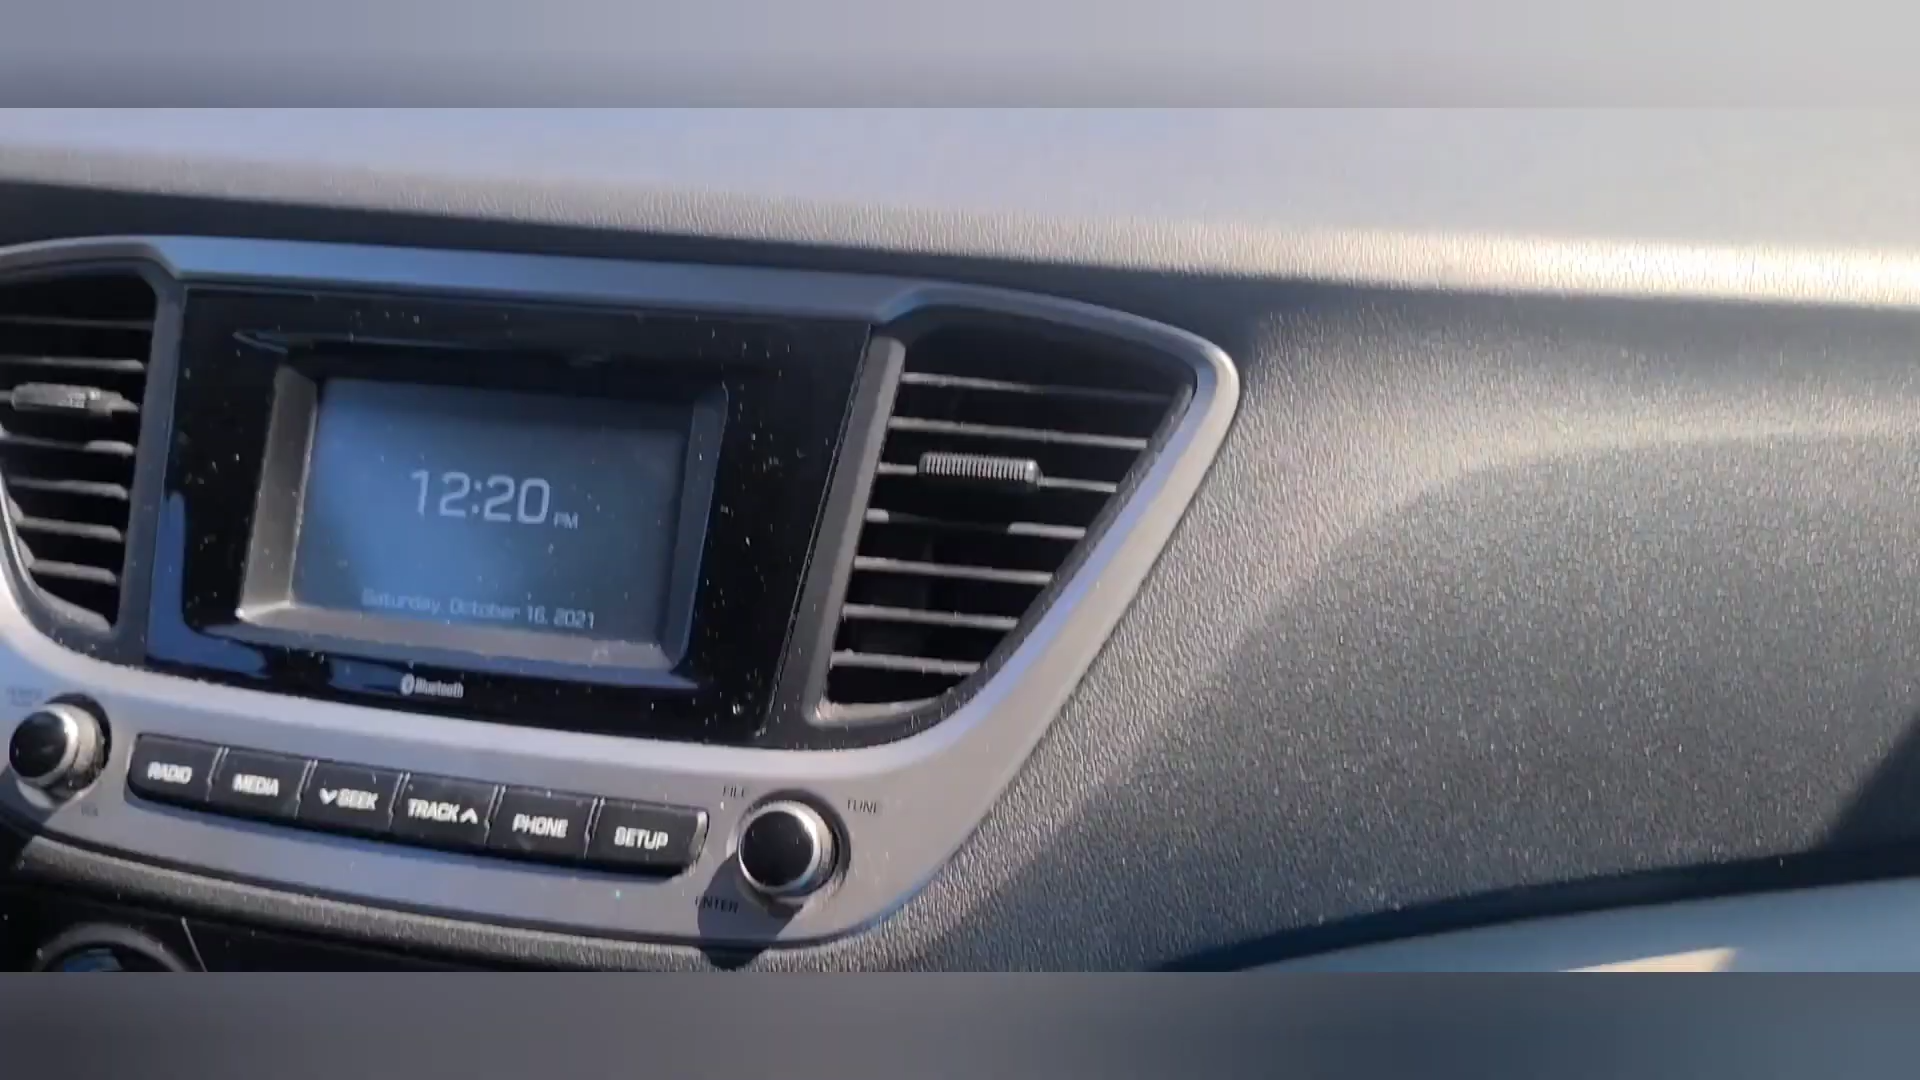 12:20 PM
Saturday, October 16, 2021
Bluetooth
RADIO
MEDIA
SEEK
TRACK
PHONE
SETUP
FILE
TUNE
ENTER